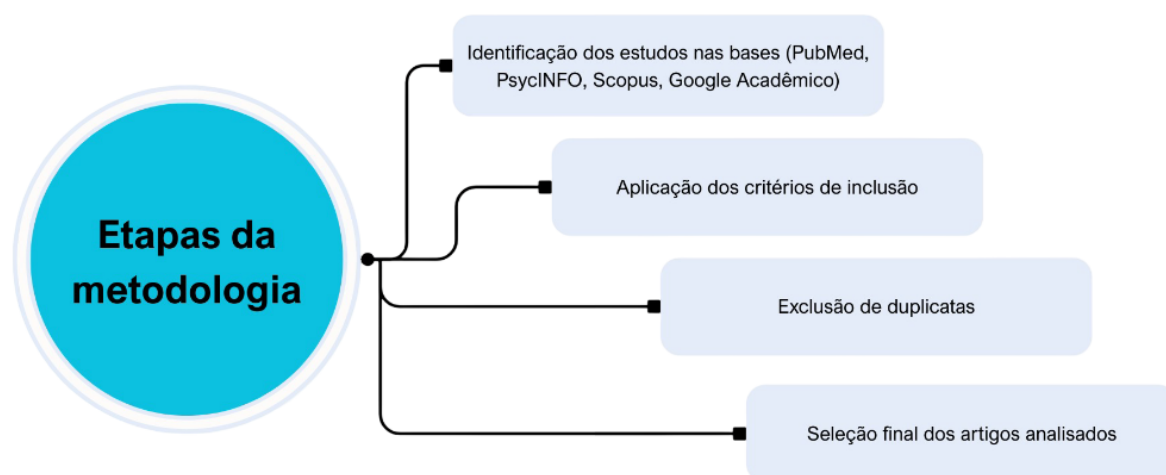 Etapas da
metodologia
Identificação dos estudos nas bases (PubMed,
PsycINFO, Scopus, Google Acadêmico)
Aplicação dos critérios de inclusão
Exclusão de duplicatas
Seleção final dos artigos analisados